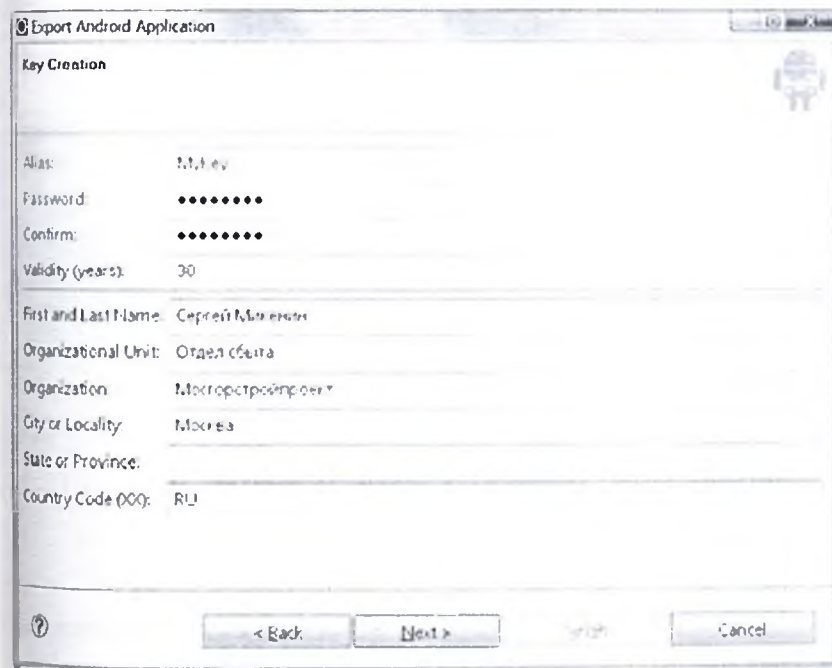 Export Android Application
Key Creation
Alias:
Password: ••••••••
Confirm: ••••••••
Validity (years): 30
First and Last Name: Сергей
Organizational Unit: Отдел сбыта
Organization: Мосгорстройпроект
City or Locality: Москва
State or Province:
Country Code (XX): RU
? < Back Next > Finish Cancel